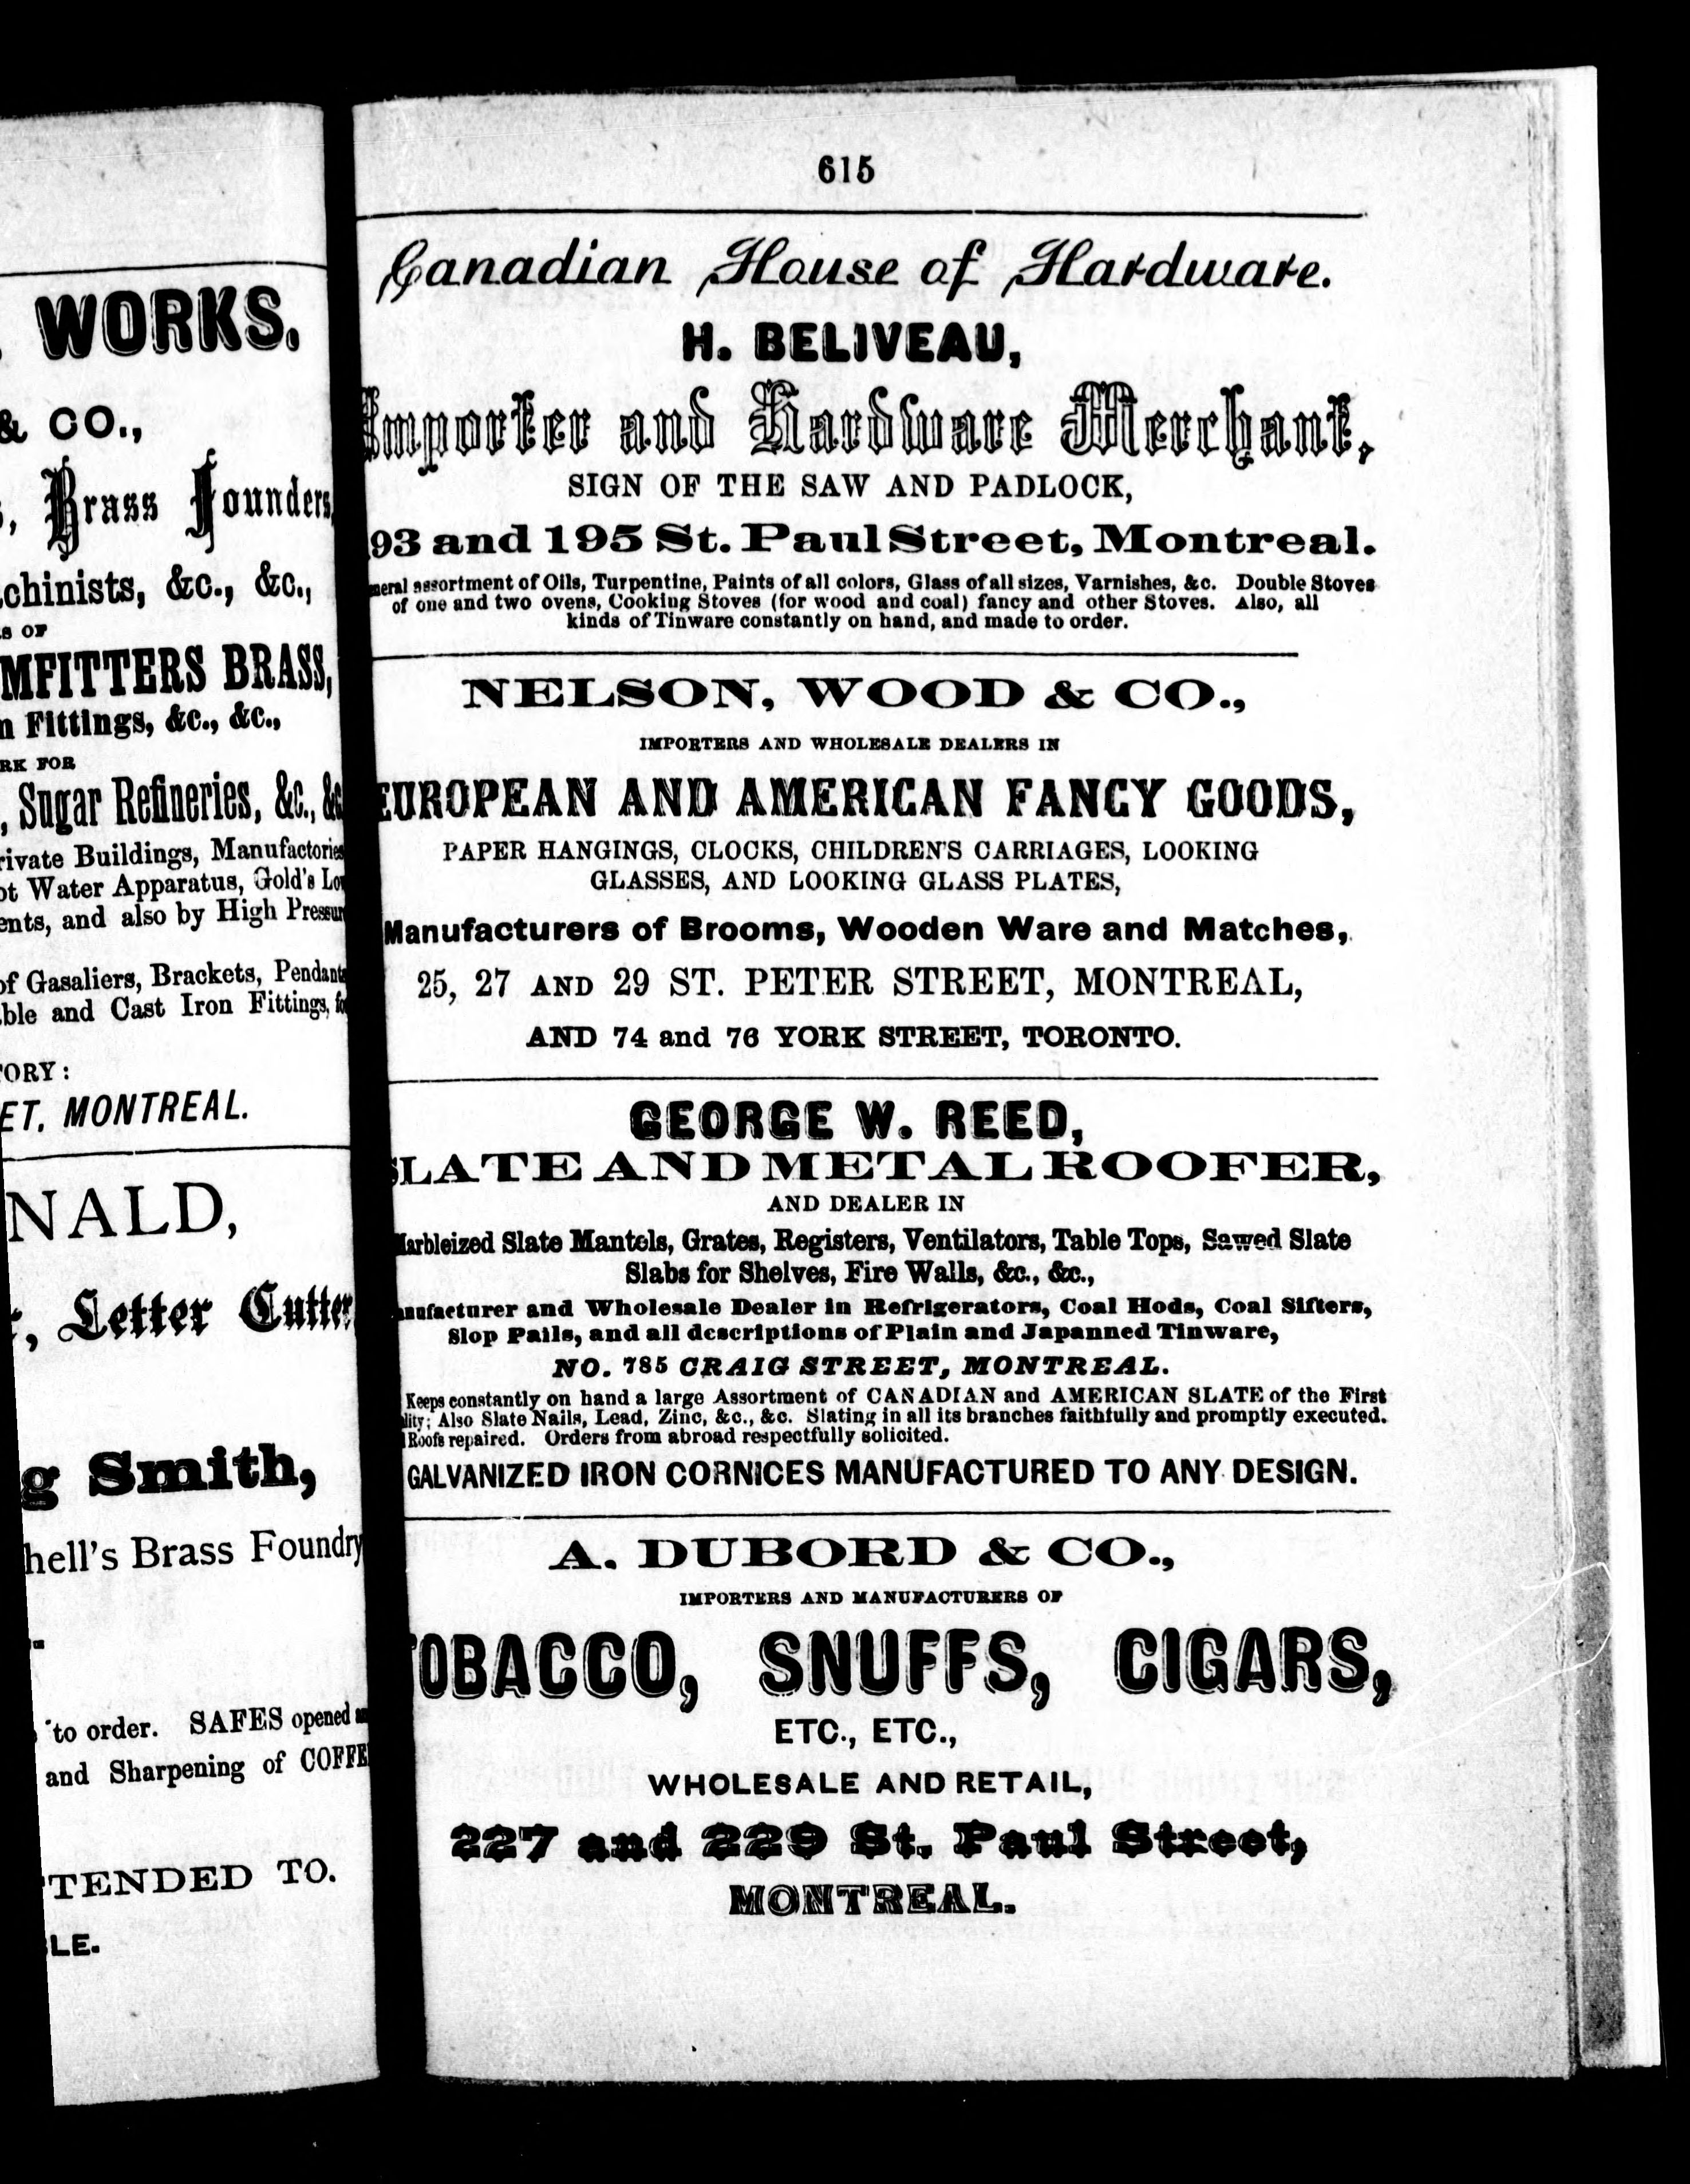 WORKS,
& CO.,
Brass Founders,
chinists, &c., &c.,
S OF
MFITTERS BRASS,
n Fittings, &c., &c.,
RK FOR
, Sugar Refineries, &c., &c
rivate Buildings, Manufactories
ot Water Apparatus, Gold's Lo
ents, and also by High Pressur
of Gasaliers, Brackets, Pendants
ble and Cast Iron Fittings, fo
ORY:
ET, MONTREAL.
NALD,
r, Letter Cutter
g Smith,
hell's Brass Foundry
to order. SAFES opened an
and Sharpening of COFFE
TENDED TO.
LE.
615
Canadian House of Hardware.
H. BELIVEAU,
Importer and Hardware Merchant,
SIGN OF THE SAW AND PADLOCK,
93 and 195 St. Paul Street, Montreal.
neral assortment of Oils, Turpentine, Paints of all colors, Glass of all sizes, Varnishes, &c. Double Stoves
of one and two ovens, Cooking Stoves (for wood and coal) fancy and other Stoves. Also, all
kinds of Tinware constantly on hand, and made to order.
NELSON, WOOD & CO.,
IMPORTERS AND WHOLESALE DEALERS IN
EUROPEAN AND AMERICAN FANCY GOODS,
PAPER HANGINGS, CLOCKS, CHILDREN'S CARRIAGES, LOOKING
GLASSES, AND LOOKING GLASS PLATES,
Manufacturers of Brooms, Wooden Ware and Matches,
25, 27 AND 29 ST. PETER STREET, MONTREAL,
AND 74 and 76 YORK STREET, TORONTO.
GEORGE W. REED,
SLATE AND METAL ROOFER,
AND DEALER IN
Marbleized Slate Mantels, Grates, Registers, Ventilators, Table Tops, Sawed Slate
Slabs for Shelves, Fire Walls, &c., &c.,
anufacturer and Wholesale Dealer in Refrigerators, Coal Hods, Coal Sifters,
Slop Pails, and all descriptions of Plain and Japanned Tinware,
NO. 785 CRAIG STREET, MONTREAL.
Keeps constantly on hand a large Assortment of CANADIAN and AMERICAN SLATE of the First
lity; Also Slate Nails, Lead, Zinc, &c., &c. Slating in all its branches faithfully and promptly executed.
Roofs repaired. Orders from abroad respectfully solicited.
GALVANIZED IRON CORNICES MANUFACTURED TO ANY DESIGN.
A. DUBORD & CO.,
IMPORTERS AND MANUFACTURERS OF
TOBACCO, SNUFFS, CIGARS,
ETC., ETC.,
WHOLESALE AND RETAIL,
227 and 229 St. Paul Street,
MONTREAL.